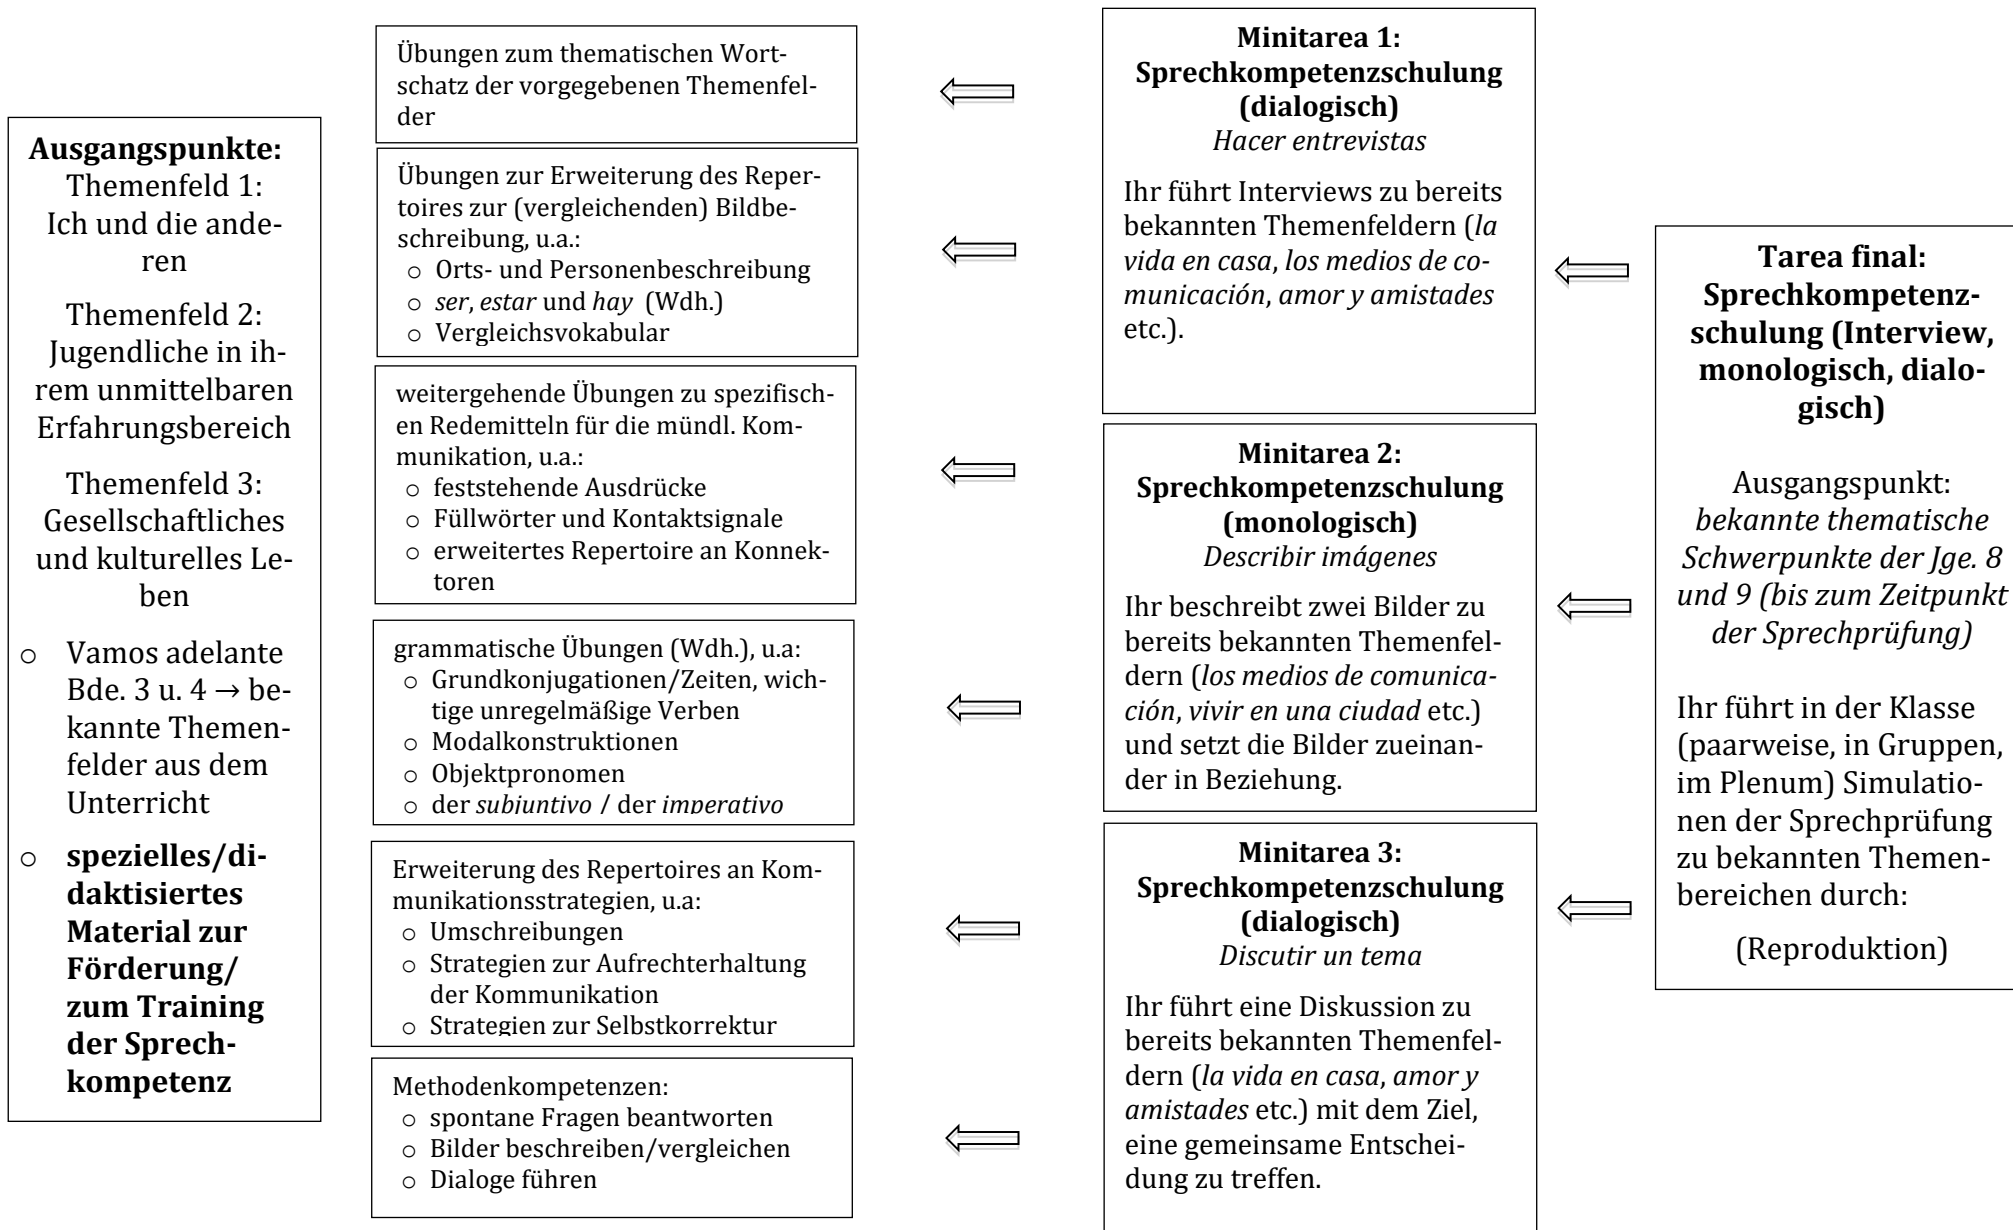 Ausgangspunkte:
Themenfeld 1:
Ich und die ande-
ren
Themenfeld 2:
Jugendliche in ih-
rem unmittelbaren
Erfahrungsbereich
Themenfeld 3:
Gesellschaftliches
und kulturelles Le-
ben
o Vamos adelante
Bde. 3 u. 4 → be-
kannte Themen-
felder aus dem
Unterricht
o spezielles/di-
daktisiertes
Material zur
Förderung/
zum Training
der Sprech-
kompetenz
Übungen zum thematischen Wort-
schatz der vorgegebenen Themenfel-
der
Übungen zur Erweiterung des Reper-
toires zur (vergleichenden) Bildbe-
schreibung, u.a.:
o Orts- und Personenbeschreibung
o ser, estar und hay (Wdh.)
o Vergleichsvokabular
weitergehende Übungen zu spezifisch-
en Redemitteln für die mündl. Kom-
munikation, u.a.:
o feststehende Ausdrücke
o Füllwörter und Kontaktsignale
o erweitertes Repertoire an Konnek-
toren
grammatische Übungen (Wdh.), u.a:
o Grundkonjugationen/Zeiten, wich-
tige unregelmäßige Verben
o Modalkonstruktionen
o Objektpronomen
o der subjuntivo / der imperativo
Erweiterung des Repertoires an Kom-
munikationsstrategien, u.a:
o Umschreibungen
o Strategien zur Aufrechterhaltung
der Kommunikation
o Strategien zur Selbstkorrektur
Methodenkompetenzen:
o spontane Fragen beantworten
o Bilder beschreiben/vergleichen
o Dialoge führen
Minitarea 1:
Sprechkompetenzschulung
(dialogisch)
Hacer entrevistas
Ihr führt Interviews zu bereits
bekannten Themenfeldern (la
vida en casa, los medios de co-
municación, amor y amistades
etc.).
Minitarea 2:
Sprechkompetenzschulung
(monologisch)
Describir imágenes
Ihr beschreibt zwei Bilder zu
bereits bekannten Themenfel-
dern (los medios de comunica-
ción, vivir en una ciudad etc.)
und setzt die Bilder zueinan-
der in Beziehung.
Minitarea 3:
Sprechkompetenzschulung
(dialogisch)
Discutir un tema
Ihr führt eine Diskussion zu
bereits bekannten Themenfel-
dern (la vida en casa, amor y
amistades etc.) mit dem Ziel,
eine gemeinsame Entschei-
dung zu treffen.
Tarea final:
Sprechkompetenz-
schulung (Interview,
monologisch, dialo-
gisch)
Ausgangspunkt:
bekannte thematische
Schwerpunkte der Jge. 8
und 9 (bis zum Zeitpunkt
der Sprechprüfung)
Ihr führt in der Klasse
(paarweise, in Gruppen,
im Plenum) Simulatio-
nen der Sprechprüfung
zu bekannten Themen-
bereichen durch:
(Reproduktion)